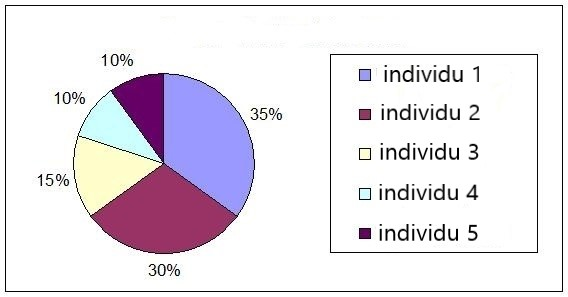 10%
35%
10%
15%
30%
individu 1
individu 2
individu 3
individu 4
individu 5